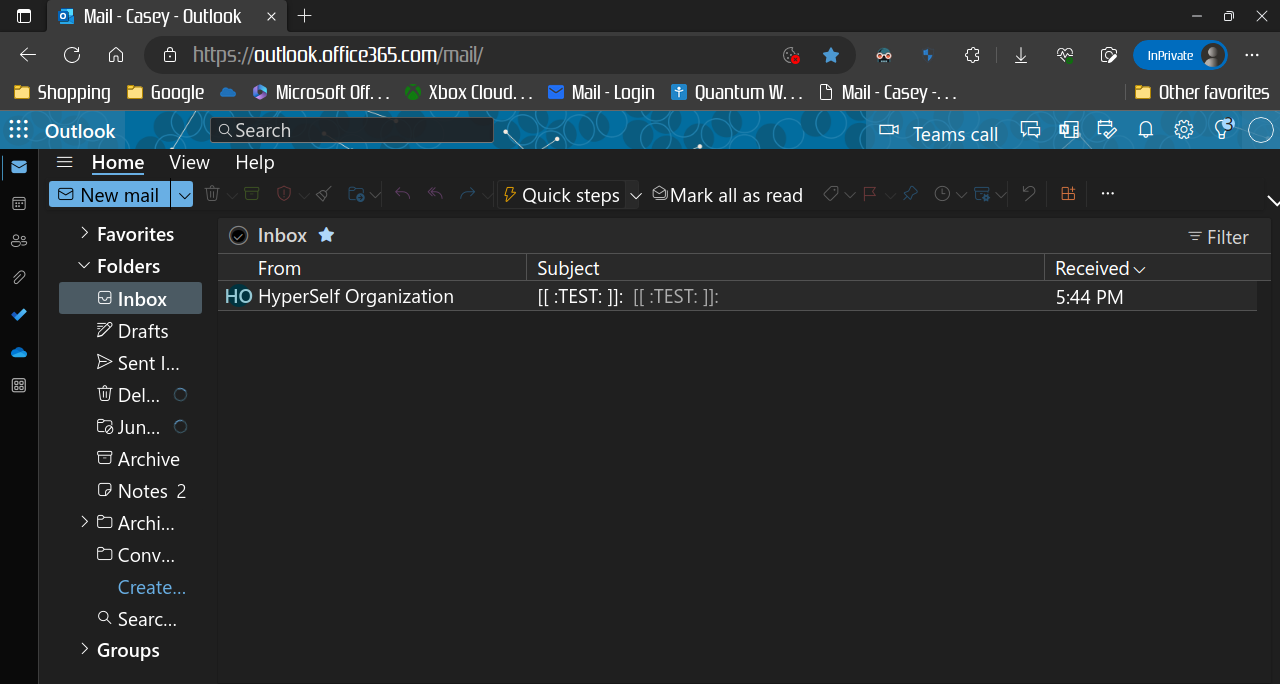 Mail - Casey - Outlook
https://outlook.office365.com/mail/
InPrivate
Shopping Google Microsoft Off... Xbox Cloud... Mail - Login Quantum W... Mail - Casey -... Other favorites
Outlook Search Teams call 3
Home View Help
New mail Quick steps Mark all as read
Favorites
Folders
Inbox
Drafts
Sent I...
Del...
Jun...
Archive
Notes 2
Archi...
Conv...
Create...
Searc...
Groups
Inbox Filter
From Subject Received
HO HyperSelf Organization [[ :TEST: ]]: [[ :TEST: ]]: 5:44 PM